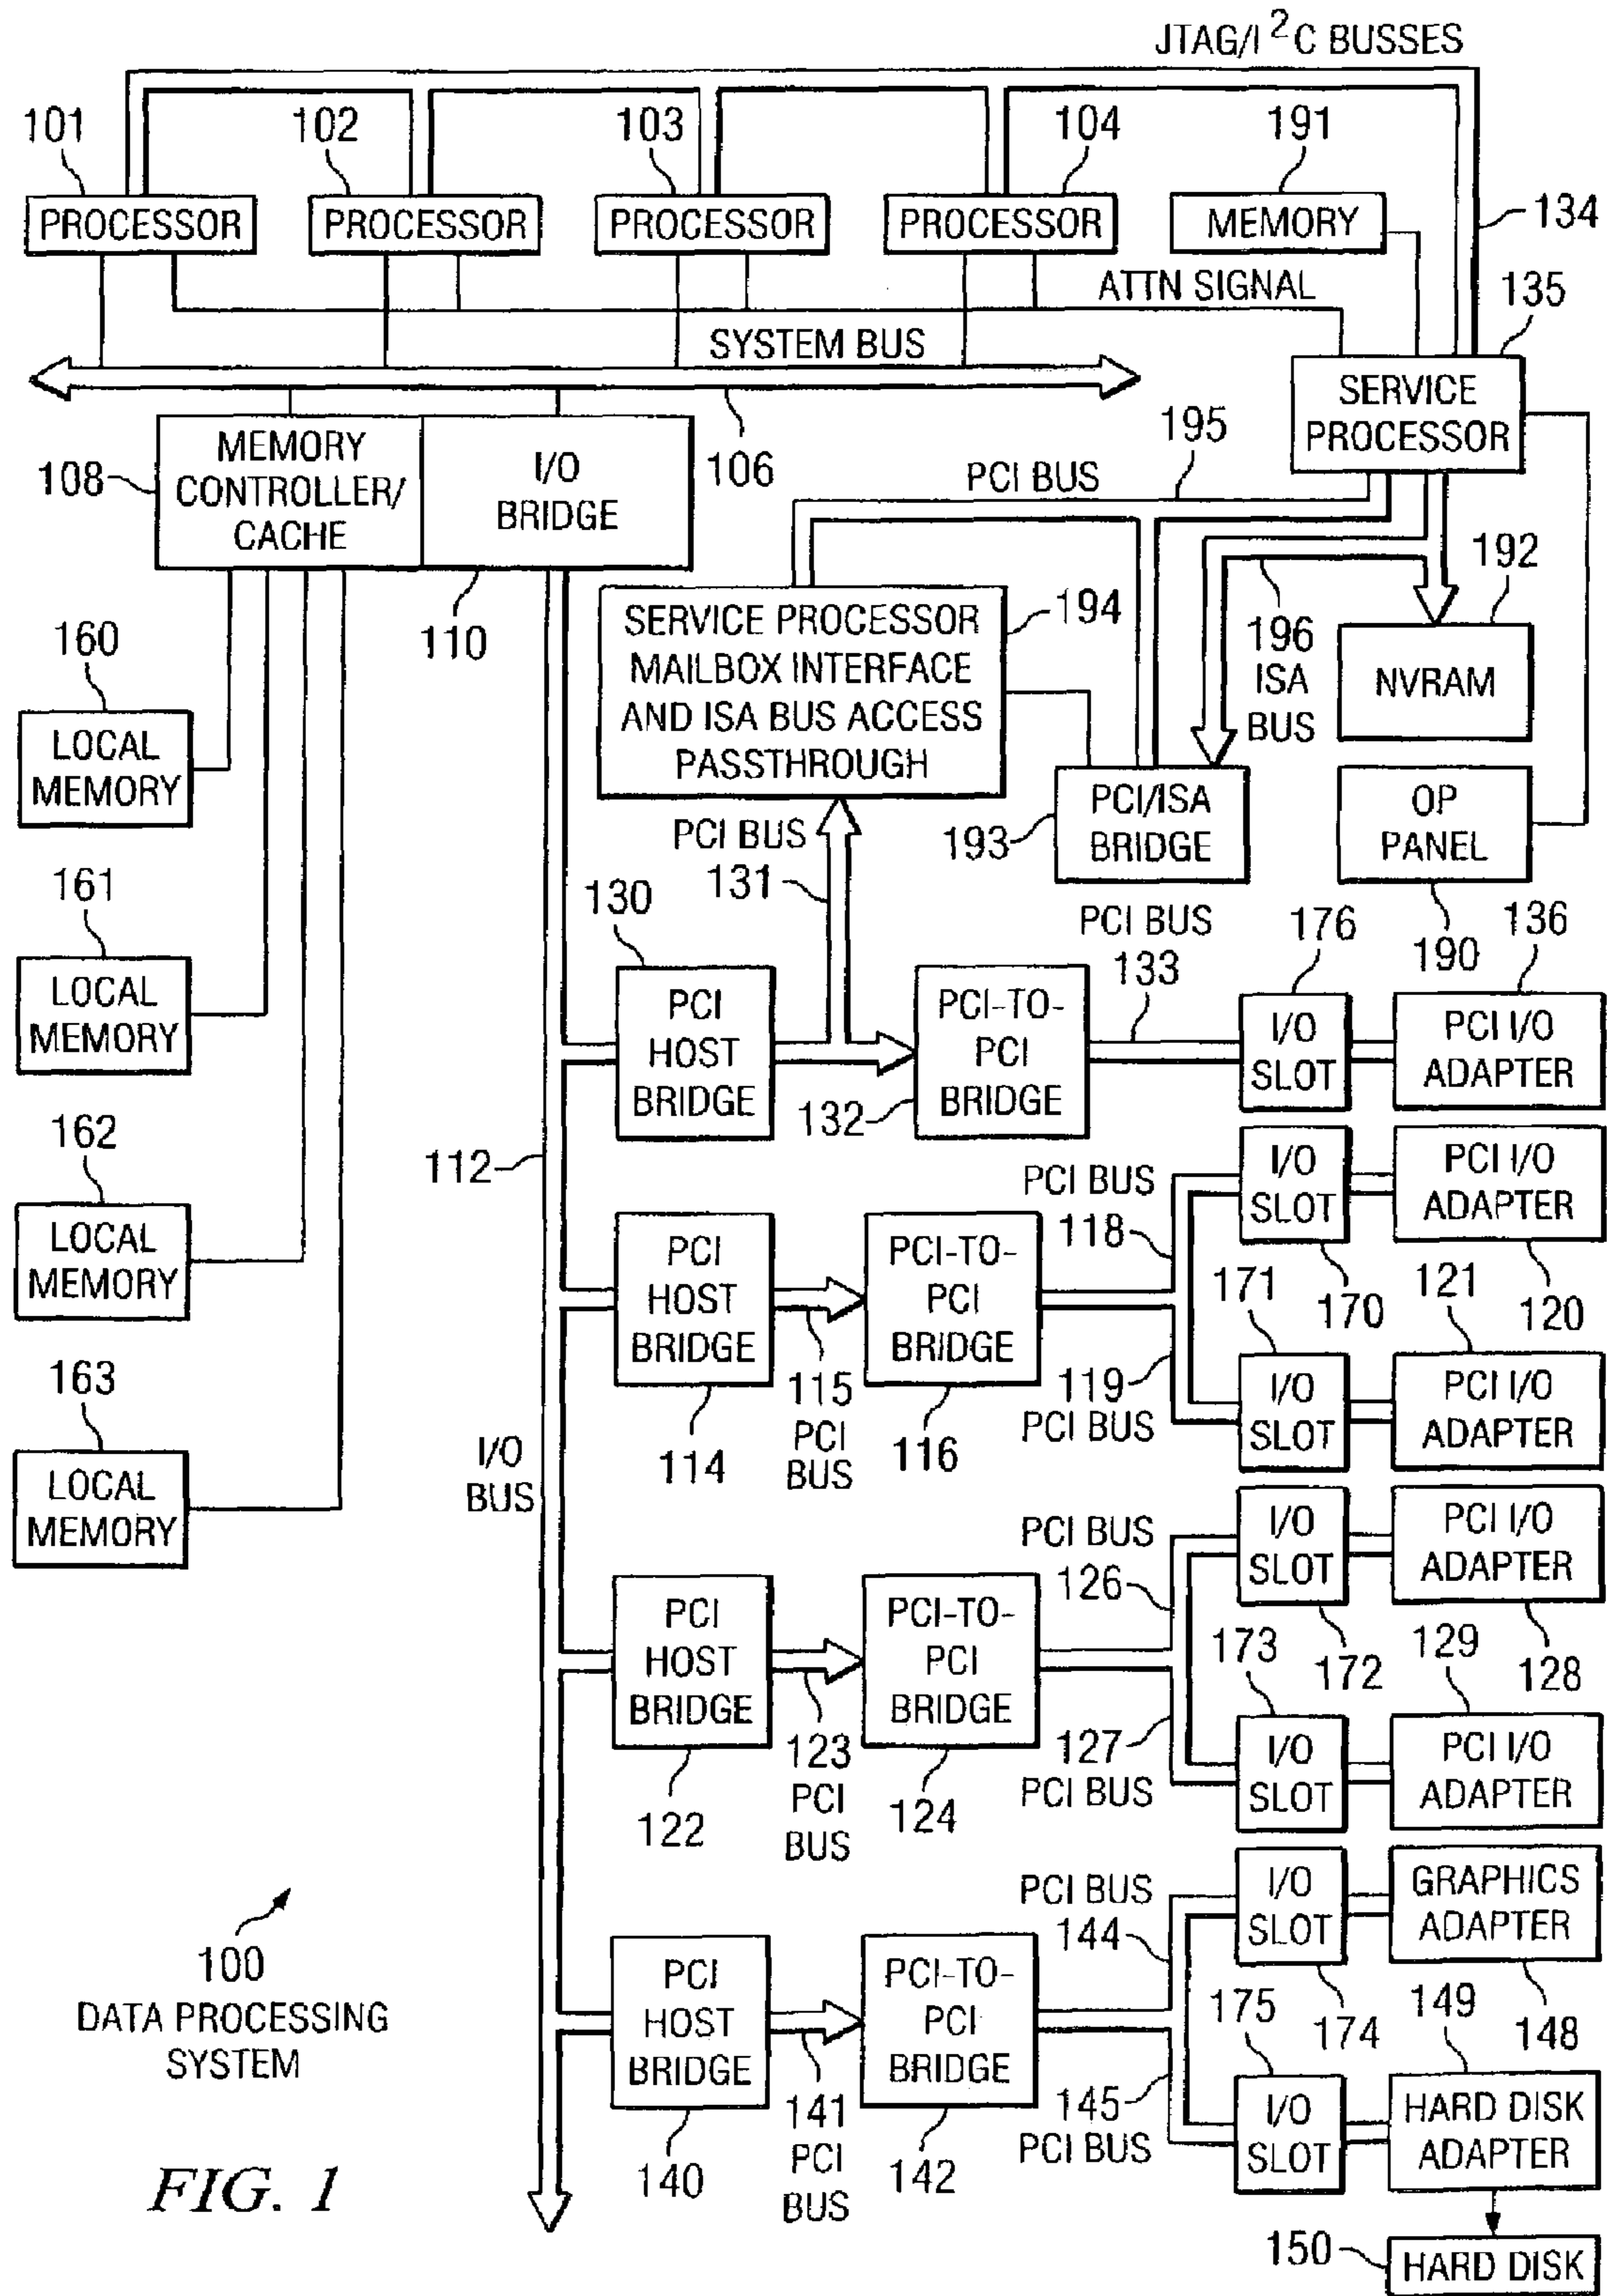 JTAG/I 2C BUSSES
101
102
103
104
191
PROCESSOR
PROCESSOR
PROCESSOR
PROCESSOR
MEMORY
134
ATTN SIGNAL
135
SYSTEM BUS
SERVICE
PROCESSOR
106
108
MEMORY
CONTROLLER/
CACHE
I/O
BRIDGE
110
PCI BUS
195
192
NVRAM
196
ISA
BUS
194
SERVICE PROCESSOR
MAILBOX INTERFACE
AND ISA BUS ACCESS
PASSTHROUGH
193
PCI/ISA
BRIDGE
OP
PANEL
190
160
LOCAL
MEMORY
161
LOCAL
MEMORY
162
LOCAL
MEMORY
163
LOCAL
MEMORY
112
I/O
BUS
PCI BUS
131
130
PCI
HOST
BRIDGE
132
PCI-TO-
PCI
BRIDGE
PCI BUS
133
176
I/O
SLOT
136
PCI I/O
ADAPTER
114
PCI
HOST
BRIDGE
115
PCI
BUS
116
PCI-TO-
PCI
BRIDGE
PCI BUS
118
I/O
SLOT
170
PCI I/O
ADAPTER
120
119
PCI BUS
171
I/O
SLOT
121
PCI I/O
ADAPTER
122
PCI
HOST
BRIDGE
123
PCI
BUS
124
PCI-TO-
PCI
BRIDGE
PCI BUS
126
I/O
SLOT
172
PCI I/O
ADAPTER
128
127
PCI BUS
173
I/O
SLOT
129
PCI I/O
ADAPTER
140
PCI
HOST
BRIDGE
141
PCI
BUS
142
PCI-TO-
PCI
BRIDGE
PCI BUS
144
I/O
SLOT
174
GRAPHICS
ADAPTER
148
145
PCI BUS
175
I/O
SLOT
149
HARD DISK
ADAPTER
150
HARD DISK
100
DATA PROCESSING
SYSTEM
FIG. 1